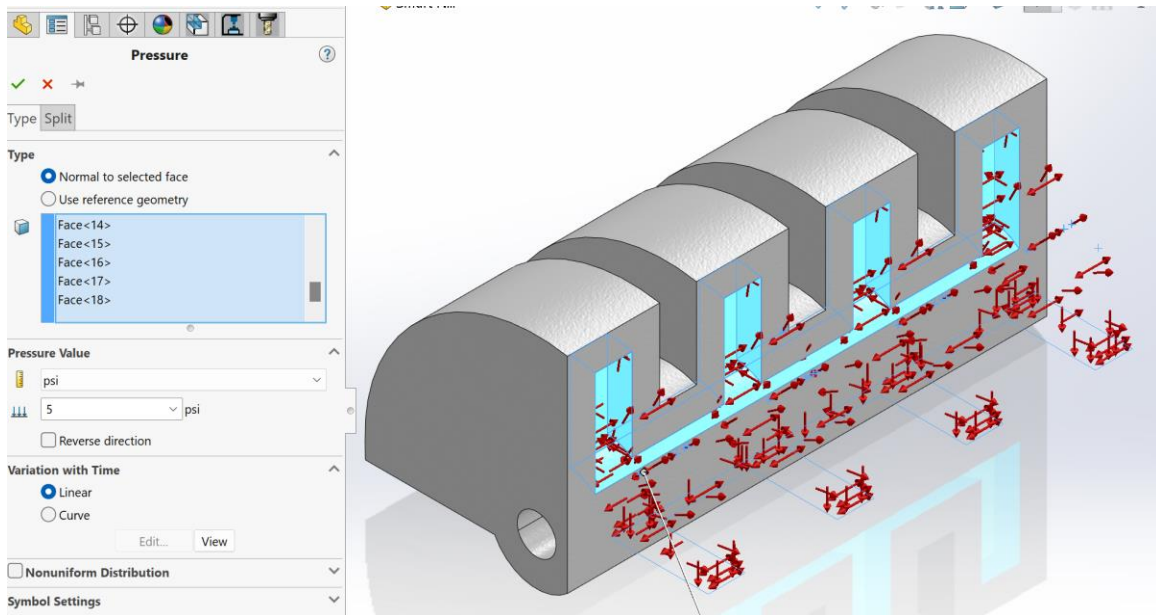 Pressure
?
Type Split
Type
Normal to selected face
Use reference geometry
Face<14>
Face<15>
Face<16>
Face<17>
Face<18>
Pressure Value
psi
5 psi
Reverse direction
Variation with Time
Linear
Curve
Edit... View
Nonuniform Distribution
Symbol Settings